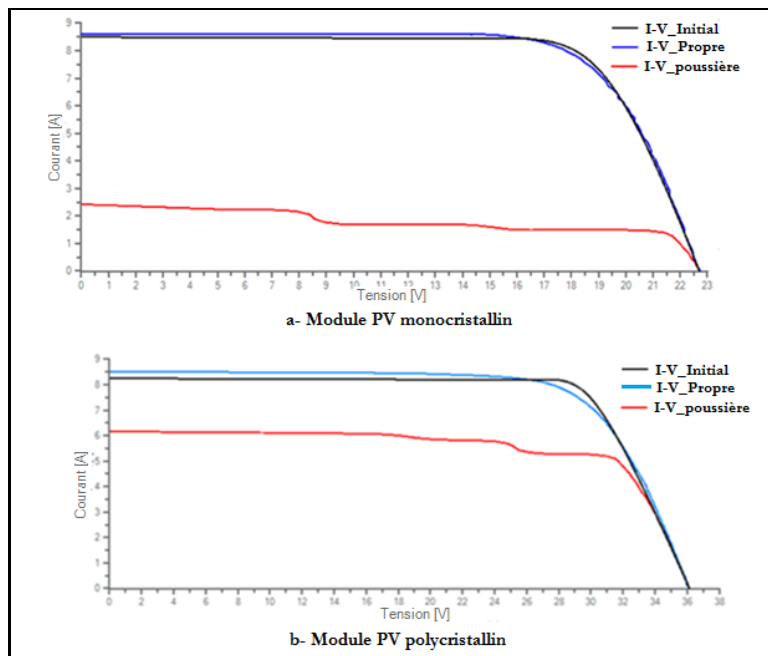 9
8
7
6
5
4
3
2
1
0
Courant [A]
I-V_Initial
I-V_Propre
I-V_poussière
0 1 2 3 4 5 6 7 8 9 10 11 12 13 14 15 16 17 18 19 20 21 22 23
Tension [V]
a- Module PV monocristallin
9
8
7
6
5
4
3
2
1
0
Courant [A]
I-V_Initial
I-V_Propre
I-V_poussière
0 2 4 6 8 10 12 14 16 18 20 22 24 26 28 30 32 34 36 38
Tension [V]
b- Module PV polycristallin